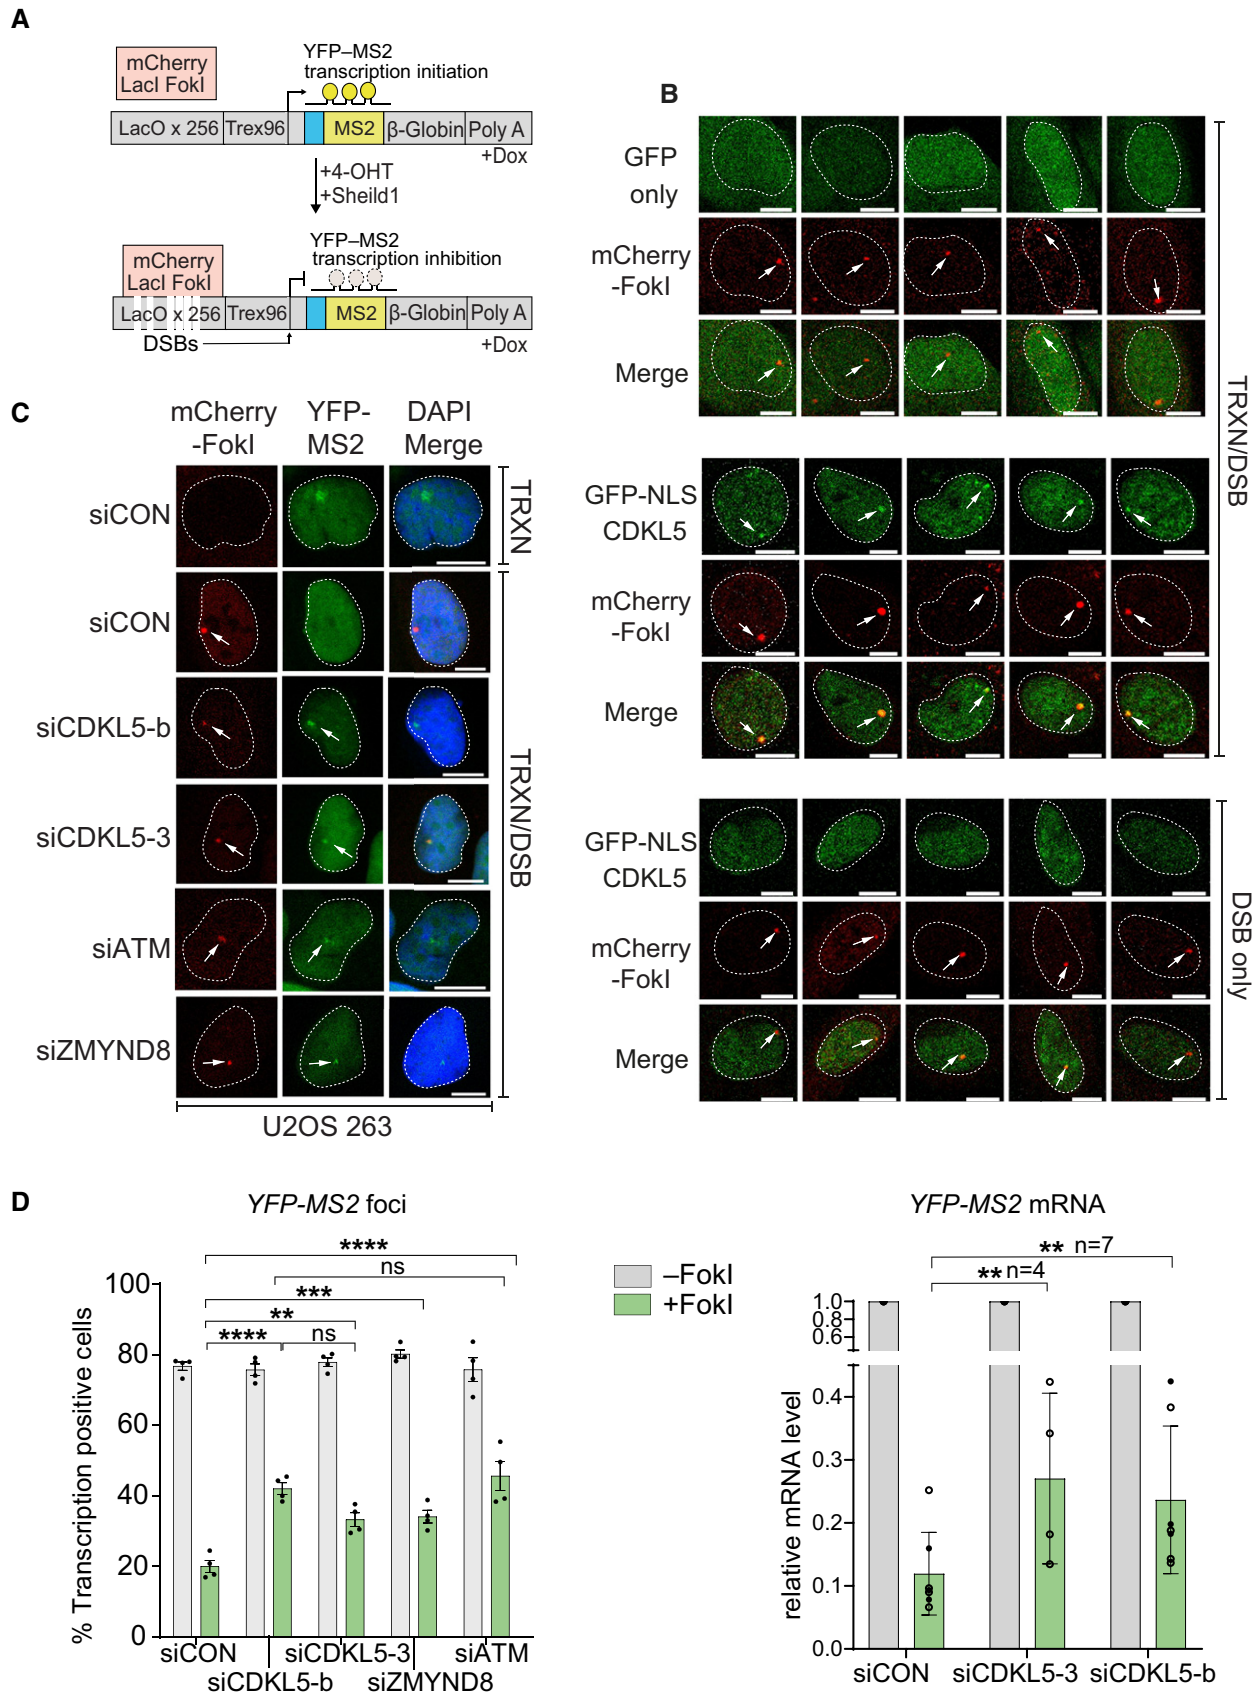 A
mCherry
LacI FokI
YFP–MS2
transcription initiation
LacO x 256 Trex96 MS2 β-Globin Poly A
+Dox
+4-OHT
+Sheild1
mCherry
LacI FokI
YFP–MS2
transcription inhibition
LacO x 256 Trex96 MS2 β-Globin Poly A
DSBs
+Dox
B
GFP
only
mCherry
-FokI
Merge
GFP-NLS
CDKL5
mCherry
-FokI
Merge
TRXN/DSB
GFP-NLS
CDKL5
mCherry
-FokI
Merge
DSB only
C
mCherry
-FokI
YFP-
MS2
DAPI
Merge
siCON
TRXN
siCON
siCDKL5-b
siCDKL5-3
siATM
siZMYND8
TRXN/DSB
U2OS 263
D
YFP-MS2 foci
****
ns
***
**
**** ns
% Transcription positive cells
100
80
60
40
20
0
siCON
siCDKL5-b
siCDKL5-3
siZMYND8
siATM
–FokI
+FokI
YFP-MS2 mRNA
** n=7
** n=4
relative mRNA level
1.0
0.8
0.6
0.4
0.3
0.2
0.1
0.0
siCON siCDKL5-3 siCDKL5-b